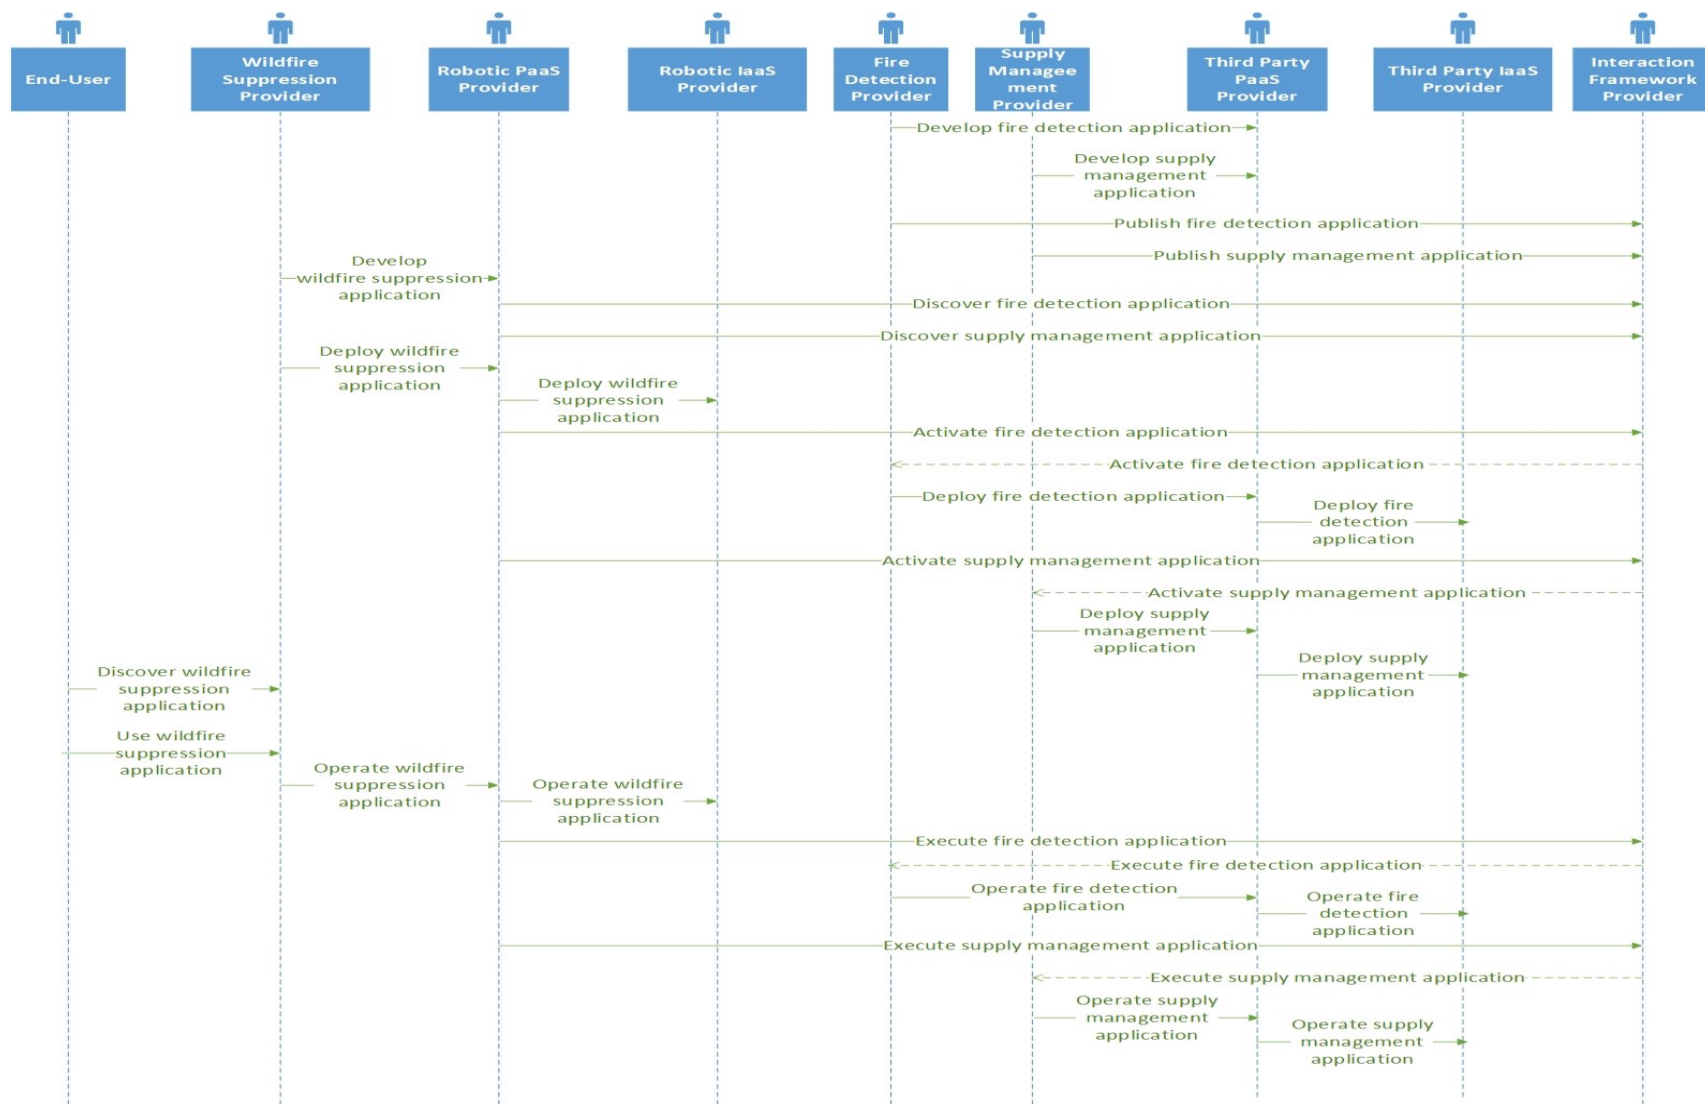 End-User
Wildfire
Suppression
Provider
Robotic PaaS
Provider
Robotic IaaS
Provider
Fire
Detection
Provider
Supply
Managee
ment
Provider
Third Party
PaaS
Provider
Third Party IaaS
Provider
Interaction
Framework
Provider
Develop fire detection application
Develop supply
management
application
Publish fire detection application
Publish supply management application
Develop
wildfire suppression
application
Discover fire detection application
Discover supply management application
Deploy wildfire
suppression
application
Deploy wildfire
suppression
application
Activate fire detection application
Activate fire detection application
Deploy fire detection application
Deploy fire
detection
application
Activate supply management application
Activate supply management application
Deploy supply
management
application
Deploy supply
management
application
Discover wildfire
suppression
application
Use wildfire
suppression
application
Operate wildfire
suppression
application
Operate wildfire
suppression
application
Execute fire detection application
Execute fire detection application
Operate fire detection
application
Operate fire
detection
application
Execute supply management application
Execute supply management application
Operate supply
management
application
Operate supply
management
application